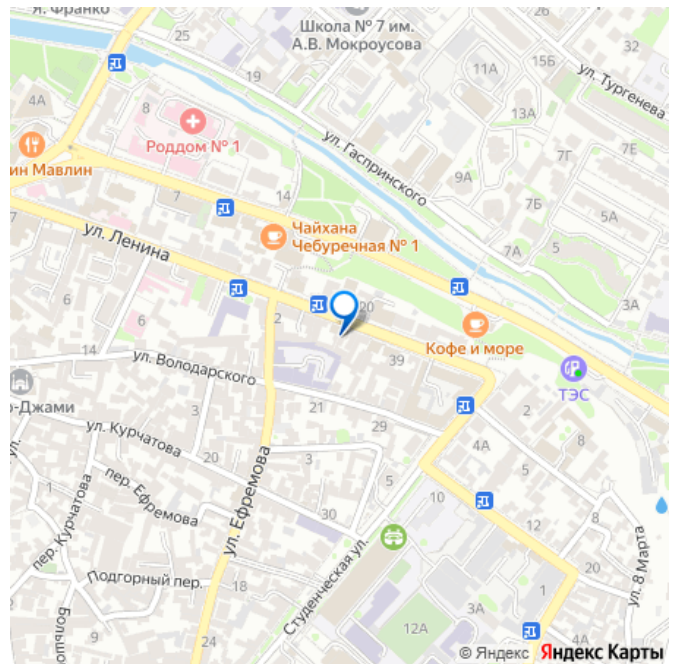 Я. Франко
Школа № 7 им.
А.В. Мокроусова
26
32
15Б
ул. Тургенева
11А
19
25
4А
8
Роддом № 1
13А
ул. Гаспринского
7Г
7Е
ин Мавлин
9А
7
14
7Б
5
Чайхана
Чебуречная № 1
7А
ул. Ленина
3А
6
2
20
6
Кофе и море
14
ул. Володарского
39
ТЭС
о-Джами
3
21
29
2
ул. Курчатова
4А
8
20
3
5
ул.
1
пер. Ефремова
ул. Ефремова
10
12
8
пер. Курчатова
30
ул. 8 Марта
Подгорный пер.
18
Студенческая ул.
20
1
3А
9
12А
24
Большо
© Яндекс Яндекс Карты